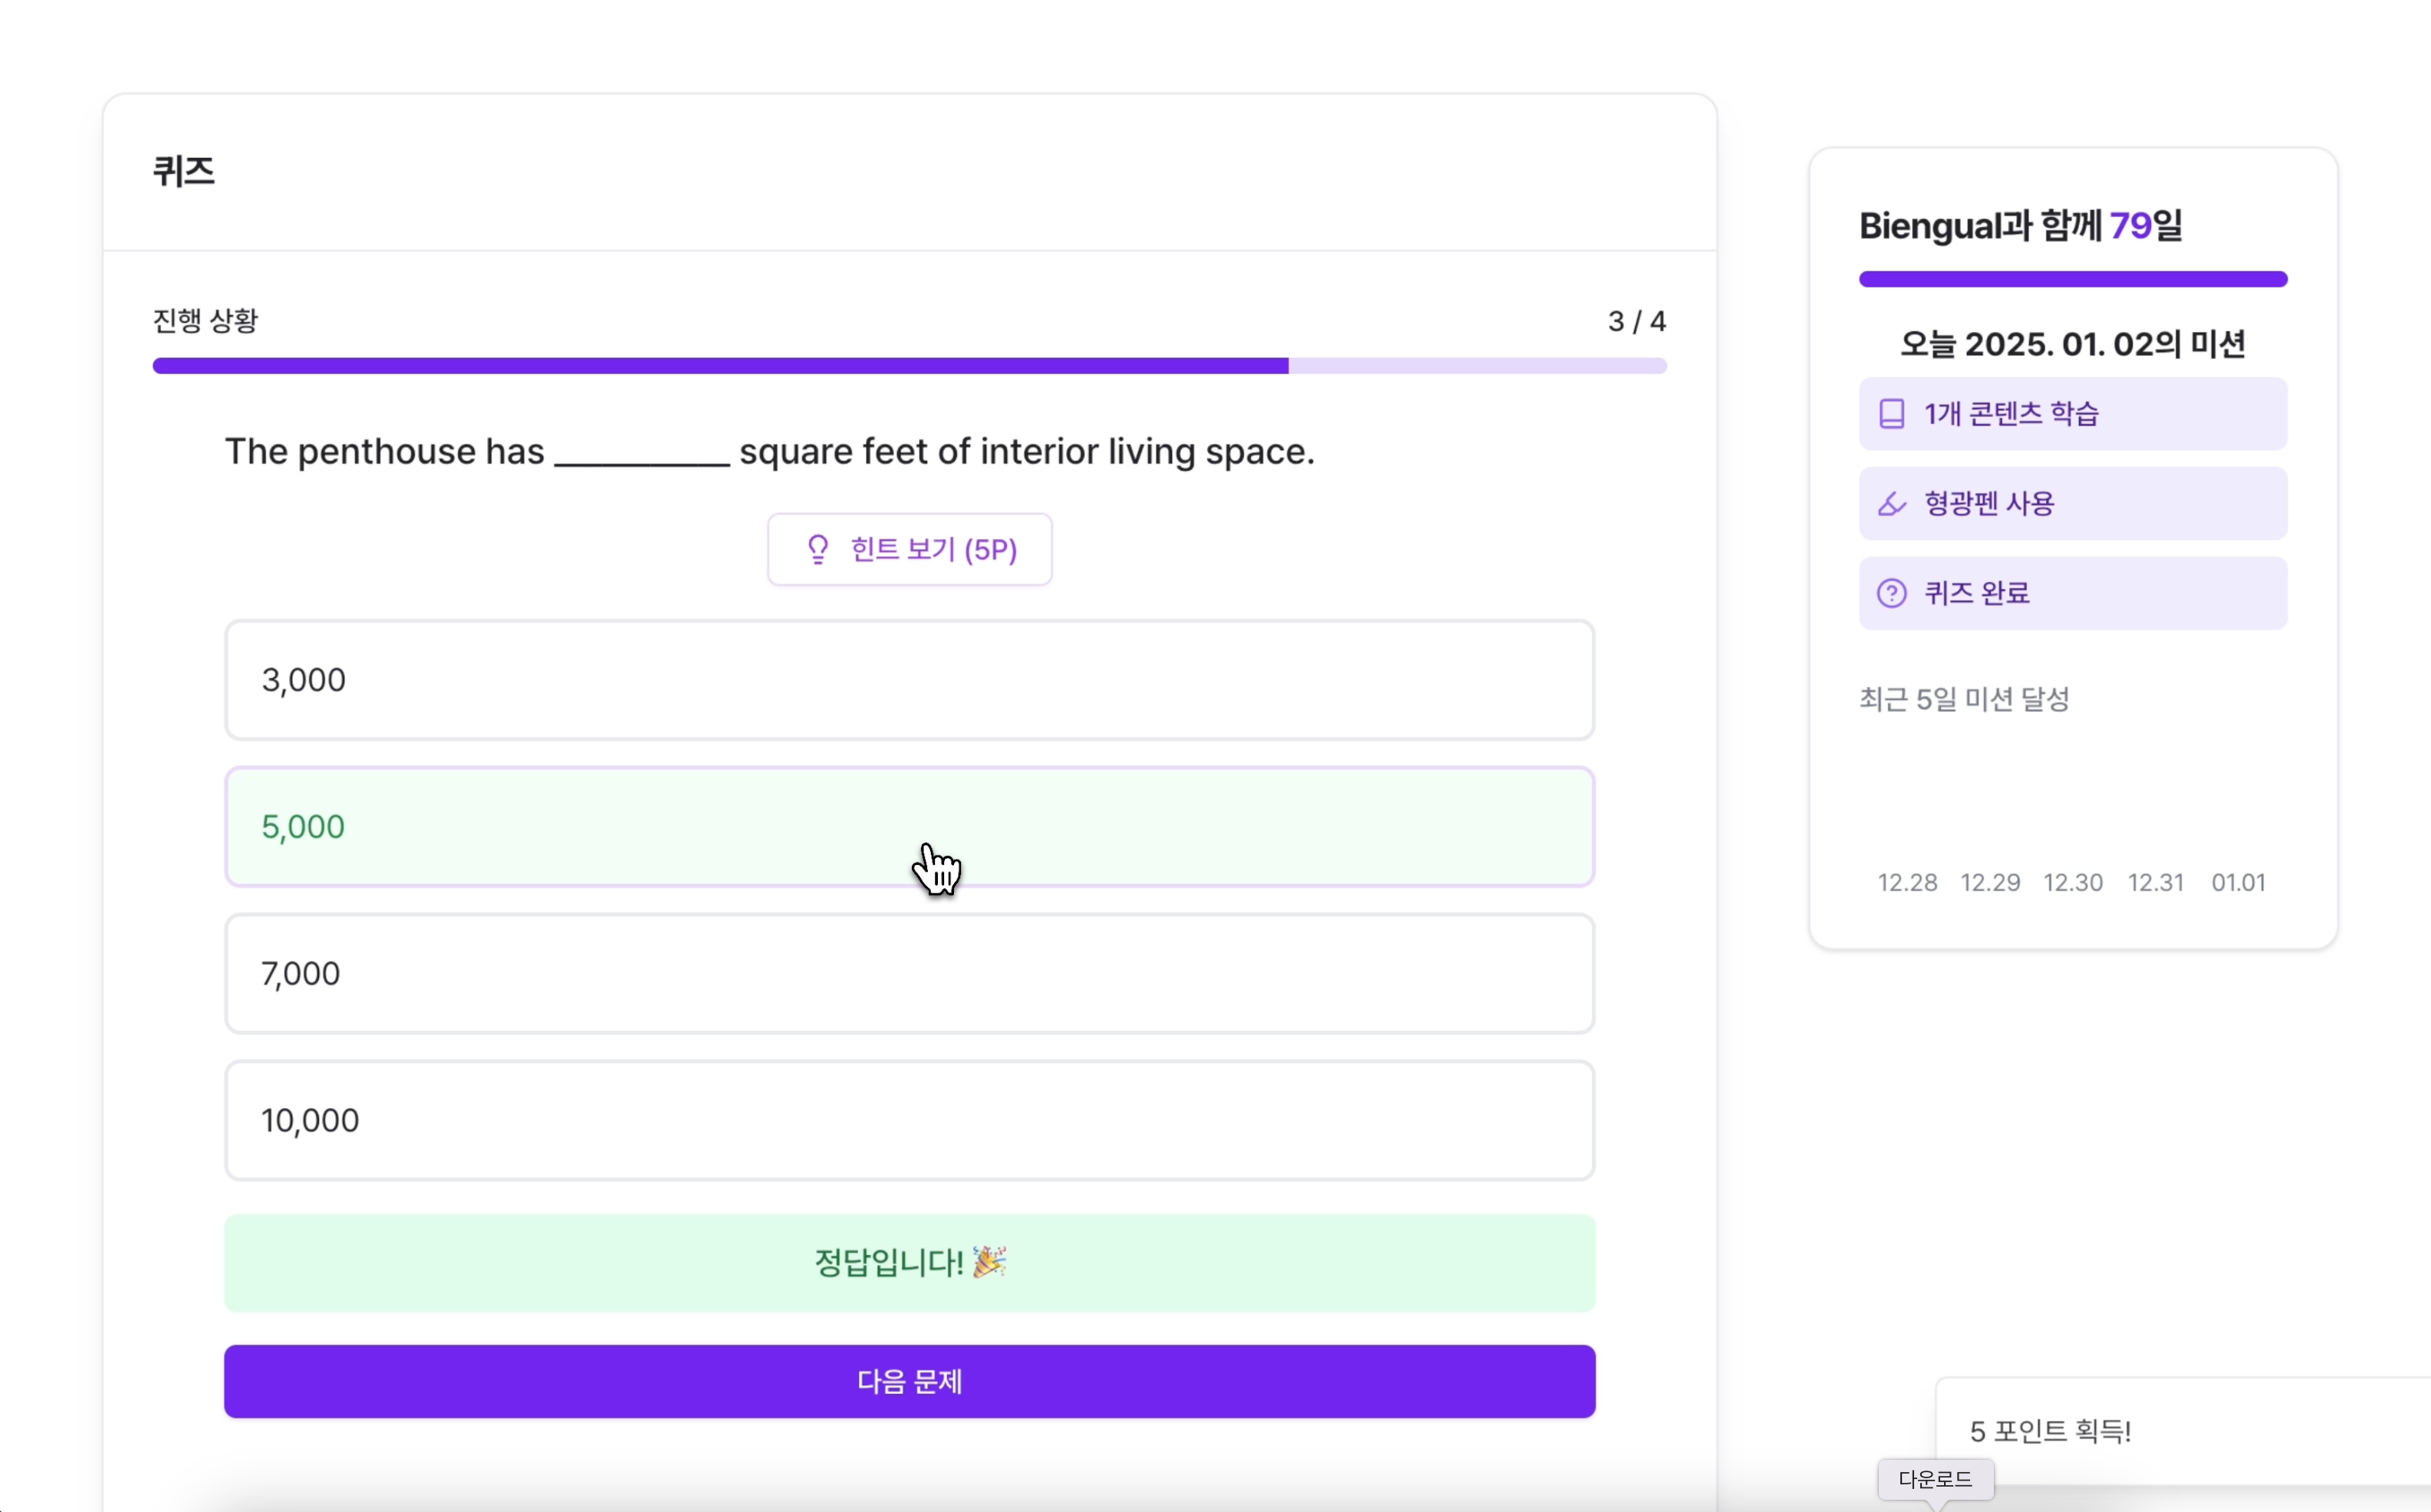 퀴즈
진행 상황
3 / 4
The penthouse has __________ square feet of interior living space.
힌트 보기 (5P)
3,000
5,000
7,000
10,000
정답입니다! 🎉
다음 문제
Biengual과 함께 79일
오늘 2025. 01. 02의 미션
1개 콘텐츠 학습
형광펜 사용
퀴즈 완료
최근 5일 미션 달성
12.28 12.29 12.30 12.31 01.01
5 포인트 획득!
다운로드